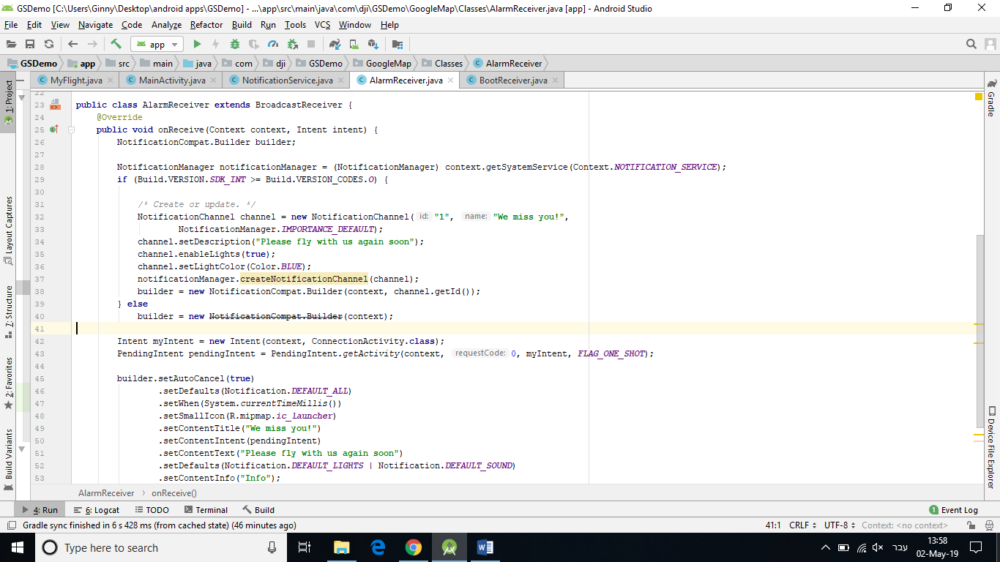 GSDemo [C:\Users\Ginny\Desktop\android apps\GSDemo] - ...\app\src\main\java\com\dji\GSDemo\GoogleMap\Classes\AlarmReceiver.java [app] - Android Studio
File Edit View Navigate Code Analyze Refactor Build Run Tools VCS Window Help
app
GSDemo app src main java com dji GSDemo GoogleMap Classes AlarmReceiver
MyFlight.java MainActivity.java NotificationService.java AlarmReceiver.java BootReceiver.java
1: Project
Layout Captures
7: Structure
2: Favorites
Build Variants
22
23 public class AlarmReceiver extends BroadcastReceiver {
24 @Override
25 public void onReceive(Context context, Intent intent) {
26 NotificationCompat.Builder builder;
27
28 NotificationManager notificationManager = (NotificationManager) context.getSystemService(Context.NOTIFICATION_SERVICE);
29 if (Build.VERSION.SDK_INT >= Build.VERSION_CODES.O) {
30
31 /* Create or update. */
32 NotificationChannel channel = new NotificationChannel( id: "1", name: "We miss you!",
33 NotificationManager.IMPORTANCE_DEFAULT);
34 channel.setDescription("Please fly with us again soon");
35 channel.enableLights(true);
36 channel.setLightColor(Color.BLUE);
37 notificationManager.createNotificationChannel(channel);
38 builder = new NotificationCompat.Builder(context, channel.getId());
39 } else
40 builder = new NotificationCompat.Builder(context);
41
42 Intent myIntent = new Intent(context, ConnectionActivity.class);
43 PendingIntent pendingIntent = PendingIntent.getActivity(context, requestCode: 0, myIntent, FLAG_ONE_SHOT);
44
45 builder.setAutoCancel(true)
46 .setDefaults(Notification.DEFAULT_ALL)
47 .setWhen(System.currentTimeMillis())
48 .setSmallIcon(R.mipmap.ic_launcher)
49 .setContentTitle("We miss you!")
50 .setContentIntent(pendingIntent)
51 .setContentText("Please fly with us again soon")
52 .setDefaults(Notification.DEFAULT_LIGHTS | Notification.DEFAULT_SOUND)
53 .setContentInfo("Info");
Gradle
Device File Explorer
AlarmReceiver onReceive()
4: Run 6: Logcat TODO Terminal Build 1 Event Log
Gradle sync finished in 6 s 428 ms (from cached state) (46 minutes ago) 41:1 CRLF UTF-8 Context: <no context>
Type here to search
עבר
13:58
02-May-19